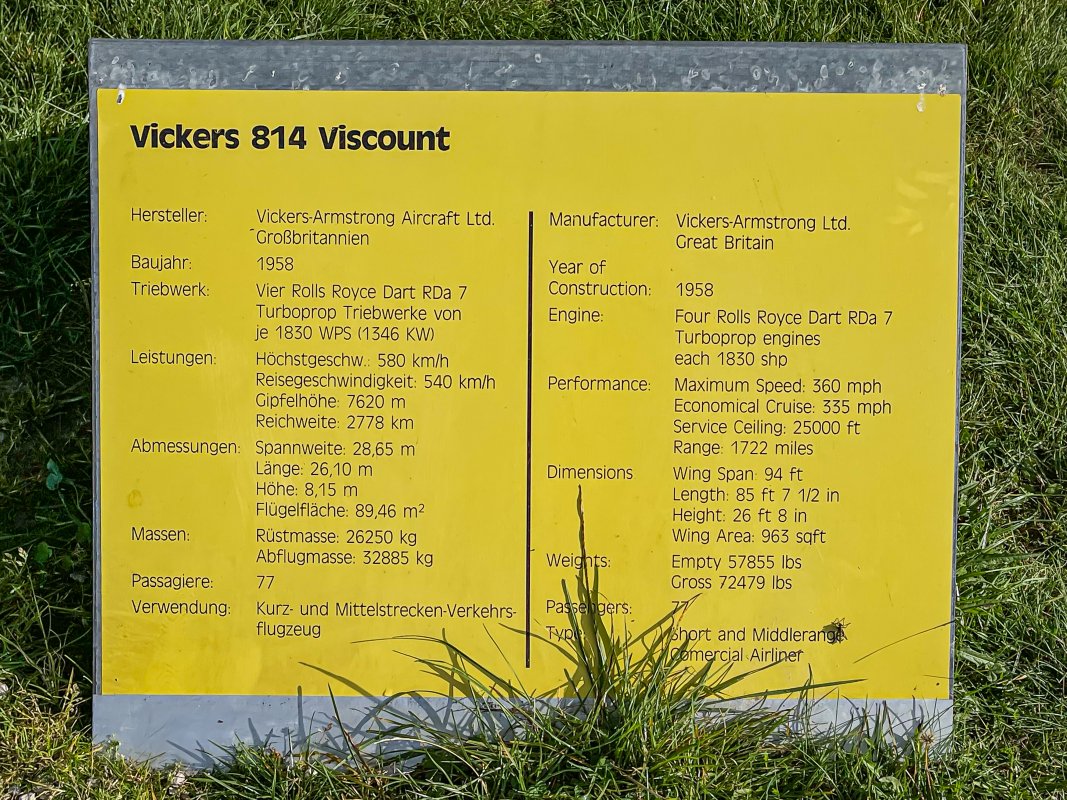 Vickers 814 Viscount
Hersteller: Vickers-Armstrong Aircraft Ltd.
Großbritannien
Baujahr: 1958
Triebwerk: Vier Rolls Royce Dart RDa 7
Turboprop Triebwerke von
je 1830 WPS (1346 KW)
Leistungen: Höchstgeschw.: 580 km/h
Reisegeschwindigkeit: 540 km/h
Gipfelhöhe: 7620 m
Reichweite: 2778 km
Abmessungen: Spannweite: 28,65 m
Länge: 26,10 m
Höhe: 8,15 m
Flügelfläche: 89,46 m²
Massen: Rüstmasse: 26250 kg
Abflugmasse: 32885 kg
Passagiere: 77
Verwendung: Kurz- und Mittelstrecken-Verkehrs-
flugzeug
Manufacturer: Vickers-Armstrong Ltd.
Great Britain
Year of
Construction: 1958
Engine: Four Rolls Royce Dart RDa 7
Turboprop engines
each 1830 shp
Performance: Maximum Speed: 360 mph
Economical Cruise: 335 mph
Service Ceiling: 25000 ft
Range: 1722 miles
Dimensions Wing Span: 94 ft
Length: 85 ft 7 1/2 in
Height: 26 ft 8 in
Wing Area: 963 sqft
Weights: Empty 57855 lbs
Gross 72479 lbs
Passengers: 77
Type: Short and Middlerange
Comercial Airliner